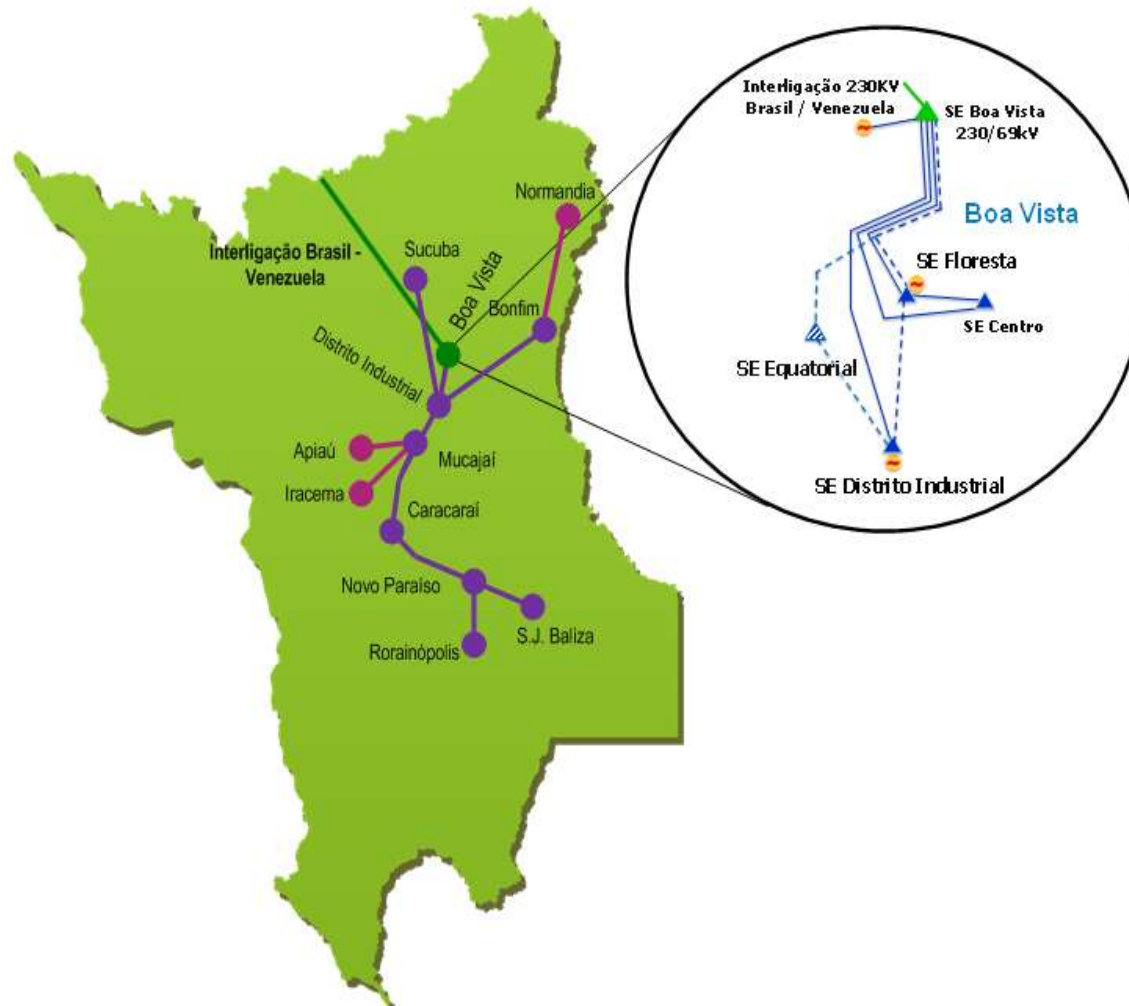 Interligação 230KV
Brasil / Venezuela
SE Boa Vista
230/69kV
Boa Vista
SE Floresta
SE Centro
SE Equatorial
SE Distrito Industrial
Normandia
Interligação Brasil -
Venezuela
Sucuba
Boa Vista
Bonfim
Distrito Industrial
Apiaú
Mucajaí
Iracema
Caracaraí
Novo Paraíso
S.J. Baliza
Rorainópolis